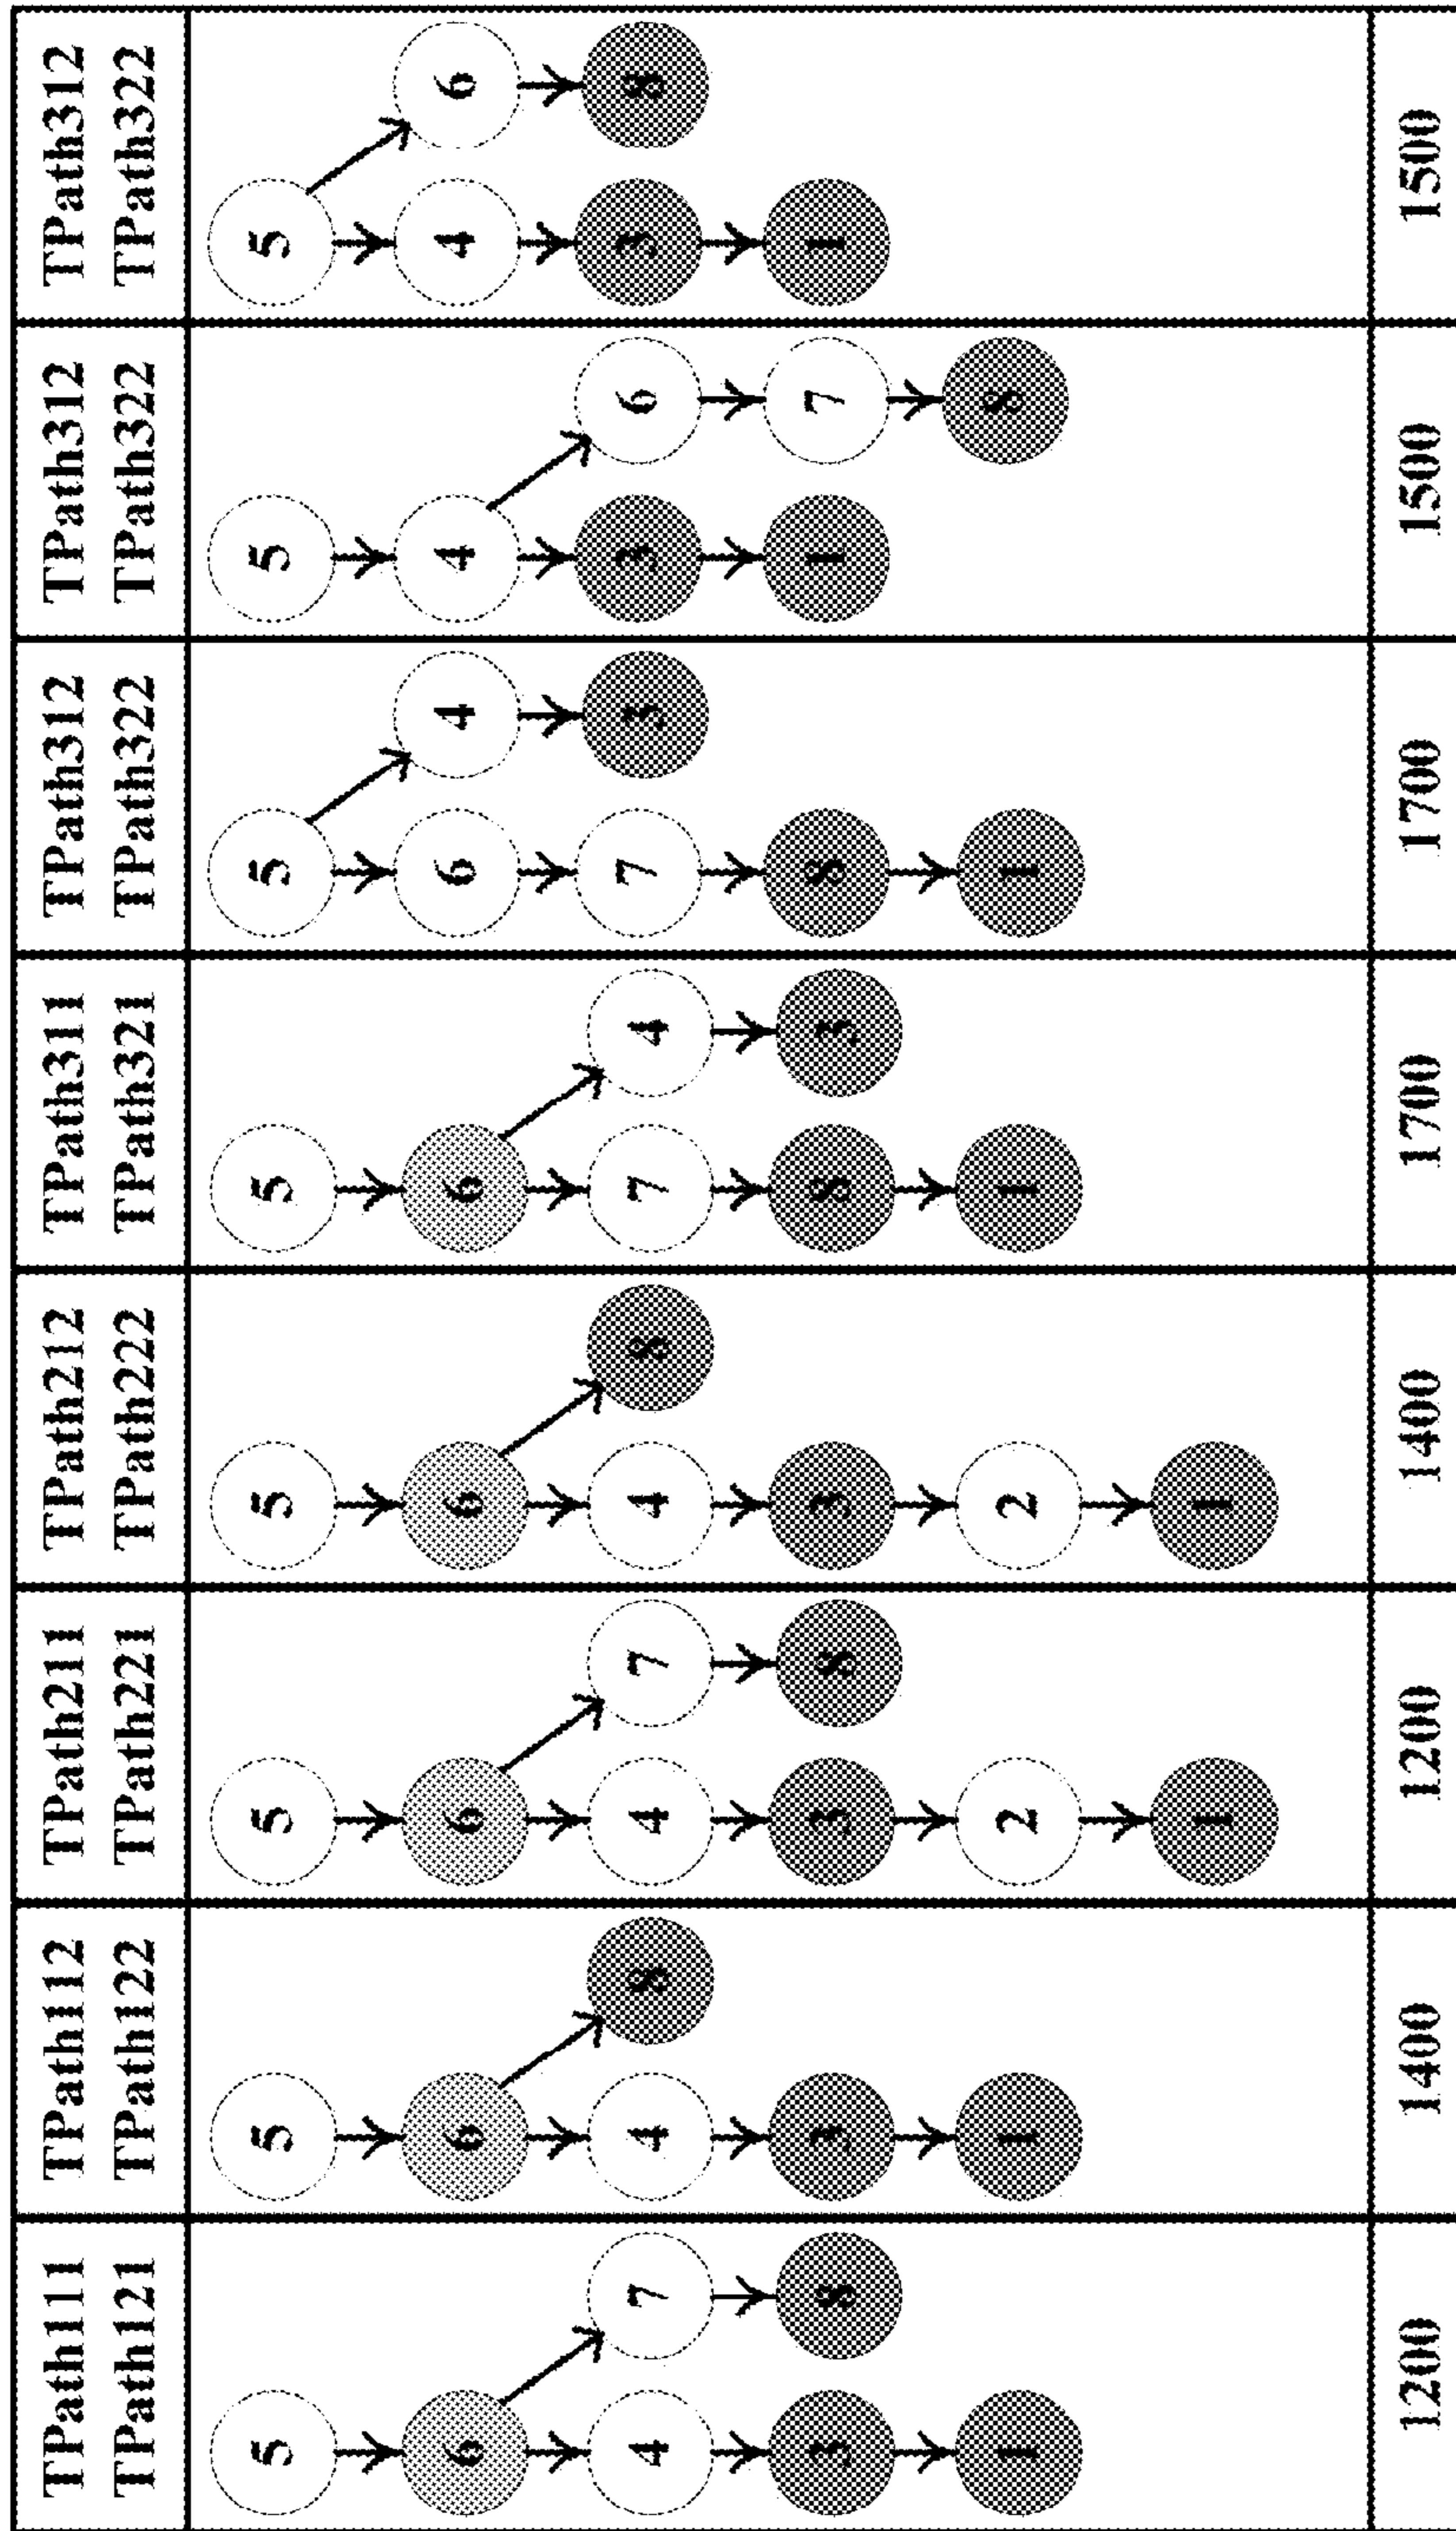 TPath111 TPath112 TPath211 TPath212 TPath311 TPath312 TPath312 TPath312
TPath121 TPath122 TPath221 TPath222 TPath321 TPath322 TPath322 TPath322
5 5 5 5 5 5 5 5
6 6 6 6 6 6 4 4 4 6
4 7 4 8 4 7 4 8 7 4 7 3 3 6 3 8
3 8 3 3 8 3 8 3 8 1 7 1
1 1 2 2 1 1 8
1 1
1200 1400 1200 1400 1700 1700 1500 1500